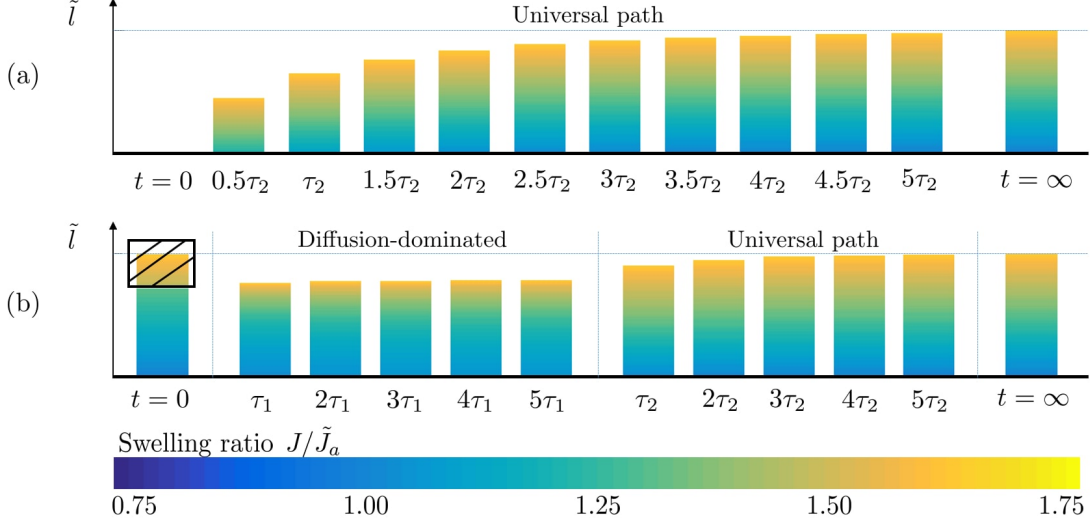 l̃ Universal path
(a)
t = 0 0.5τ₂ τ₂ 1.5τ₂ 2τ₂ 2.5τ₂ 3τ₂ 3.5τ₂ 4τ₂ 4.5τ₂ 5τ₂ t = ∞
l̃ Diffusion-dominated Universal path
(b)
t = 0 τ₁ 2τ₁ 3τ₁ 4τ₁ 5τ₁ τ₂ 2τ₂ 3τ₂ 4τ₂ 5τ₂ t = ∞
Swelling ratio J/J̃ₐ
0.75 1.00 1.25 1.50 1.75